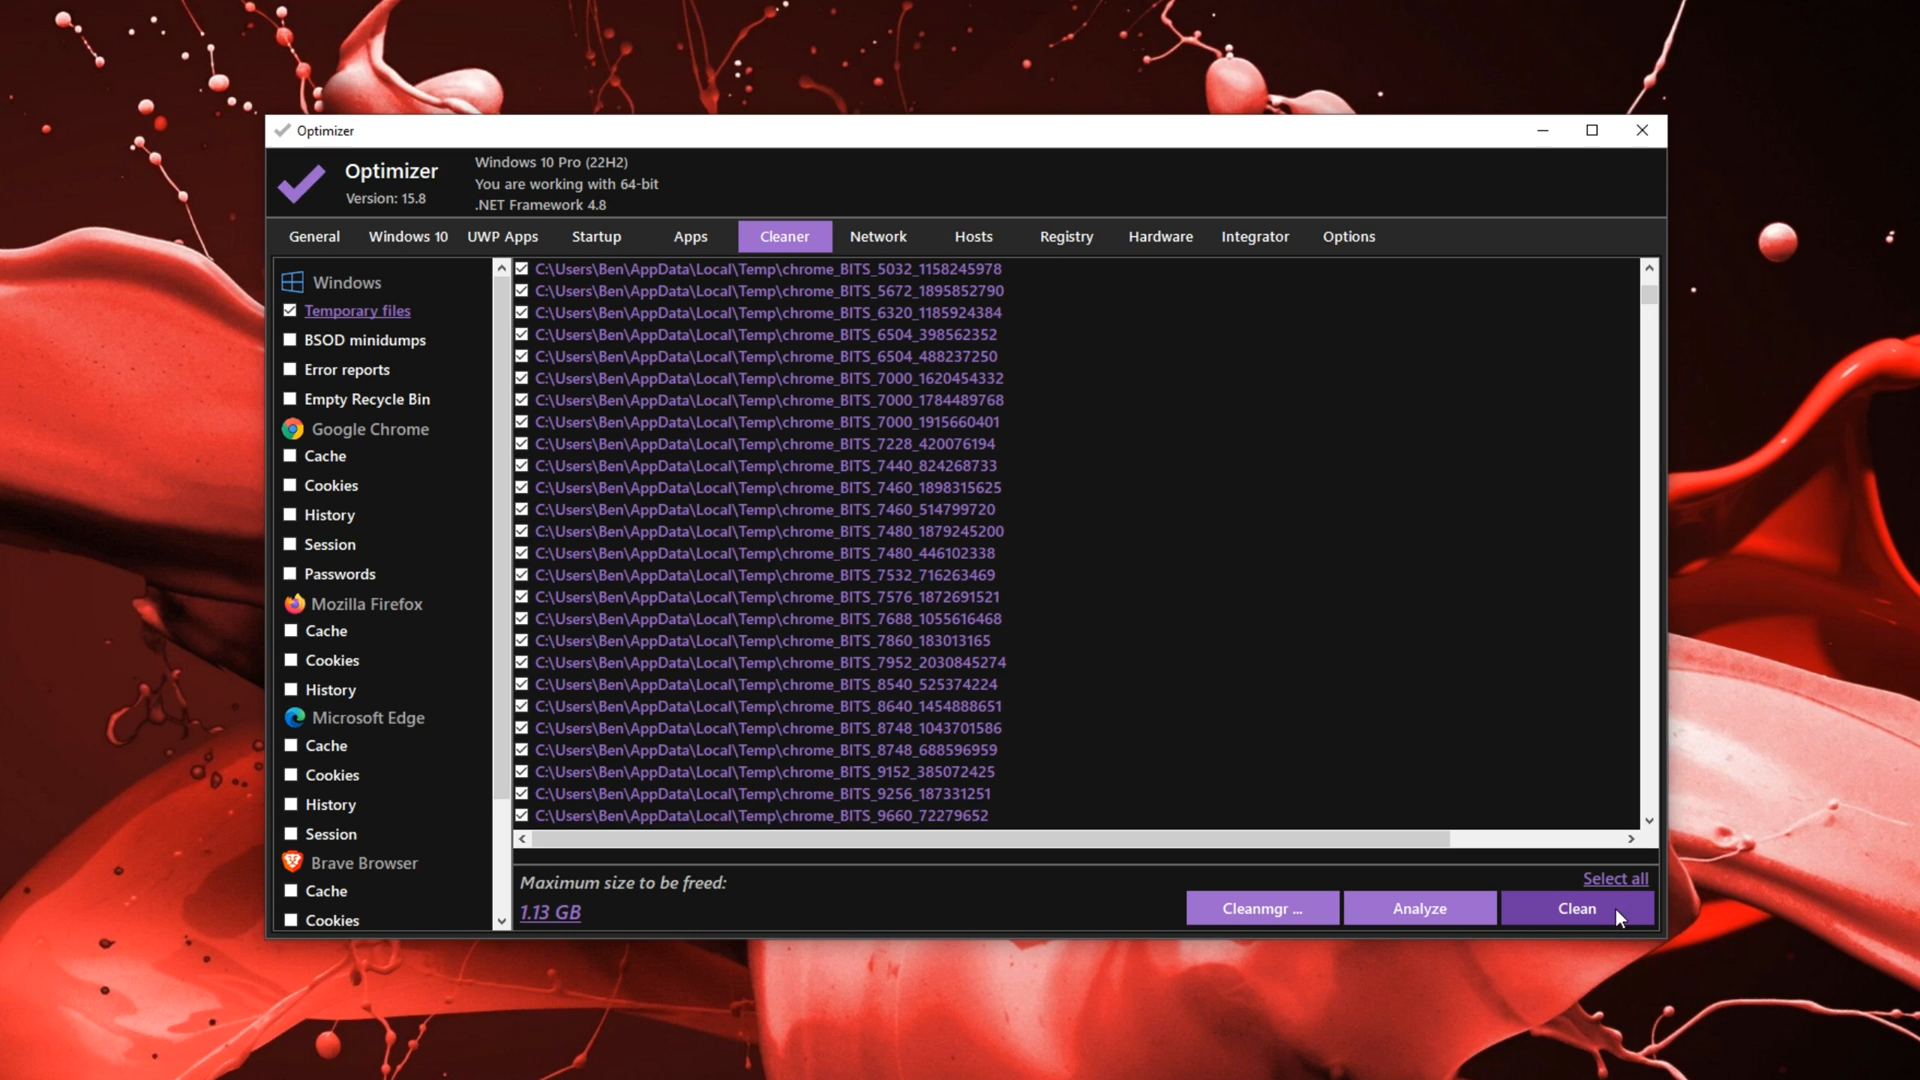 Optimizer
Optimizer
Version: 15.8
Windows 10 Pro (22H2)
You are working with 64-bit
.NET Framework 4.8
General Windows 10 UWP Apps Startup Apps Cleaner Network Hosts Registry Hardware Integrator Options
Windows
Temporary files
BSOD minidumps
Error reports
Empty Recycle Bin
Google Chrome
Cache
Cookies
History
Session
Passwords
Mozilla Firefox
Cache
Cookies
History
Microsoft Edge
Cache
Cookies
History
Session
Brave Browser
Cache
Cookies
C:\Users\Ben\AppData\Local\Temp\chrome_BITS_5032_1158245978
C:\Users\Ben\AppData\Local\Temp\chrome_BITS_5672_1895852790
C:\Users\Ben\AppData\Local\Temp\chrome_BITS_6320_1185924384
C:\Users\Ben\AppData\Local\Temp\chrome_BITS_6504_398562352
C:\Users\Ben\AppData\Local\Temp\chrome_BITS_6504_488237250
C:\Users\Ben\AppData\Local\Temp\chrome_BITS_7000_1620454332
C:\Users\Ben\AppData\Local\Temp\chrome_BITS_7000_1784489768
C:\Users\Ben\AppData\Local\Temp\chrome_BITS_7000_1915660401
C:\Users\Ben\AppData\Local\Temp\chrome_BITS_7228_420076194
C:\Users\Ben\AppData\Local\Temp\chrome_BITS_7440_824268733
C:\Users\Ben\AppData\Local\Temp\chrome_BITS_7460_1898315625
C:\Users\Ben\AppData\Local\Temp\chrome_BITS_7460_514799720
C:\Users\Ben\AppData\Local\Temp\chrome_BITS_7480_1879245200
C:\Users\Ben\AppData\Local\Temp\chrome_BITS_7480_446102338
C:\Users\Ben\AppData\Local\Temp\chrome_BITS_7532_716263469
C:\Users\Ben\AppData\Local\Temp\chrome_BITS_7576_1872691521
C:\Users\Ben\AppData\Local\Temp\chrome_BITS_7688_1055616468
C:\Users\Ben\AppData\Local\Temp\chrome_BITS_7860_183013165
C:\Users\Ben\AppData\Local\Temp\chrome_BITS_7952_2030845274
C:\Users\Ben\AppData\Local\Temp\chrome_BITS_8540_525374224
C:\Users\Ben\AppData\Local\Temp\chrome_BITS_8640_1454888651
C:\Users\Ben\AppData\Local\Temp\chrome_BITS_8748_1043701586
C:\Users\Ben\AppData\Local\Temp\chrome_BITS_8748_688596959
C:\Users\Ben\AppData\Local\Temp\chrome_BITS_9152_385072425
C:\Users\Ben\AppData\Local\Temp\chrome_BITS_9256_187331251
C:\Users\Ben\AppData\Local\Temp\chrome_BITS_9660_72279652
Maximum size to be freed:
1.13 GB
Select all
Cleanmgr ... Analyze Clean